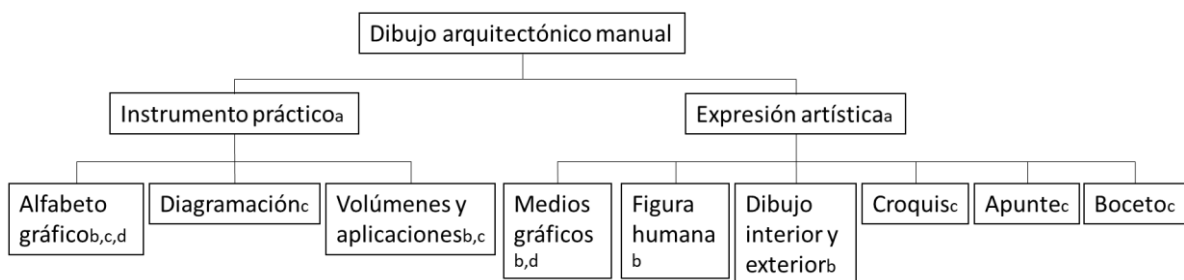 Dibujo arquitectónico manual
Instrumento prácticoa
Expresión artísticaa
Alfabeto
gráficob,c,d
Diagramaciónc
Volúmenes y
aplicacionesb,c
Medios
gráficos
b,d
Figura
humana
b
Dibujo
interior y
exteriorb
Croquisc
Apuntec
Bocetoc